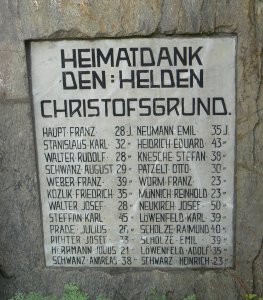 HEIMATDANK
DEN : HELDEN
CHRISTOFSGRUND.
HAUPT FRANZ 28 J. NEUMANN EMIL 35 J.
STANISLAUS KARL 32 " HEIDRICH EDUARD 43 "
WALTER RUDOLF 28 " KNESCHE STEFAN 38 "
SCHWANZ AUGUST 29 " PATZELT OTTO 30 "
WEBER FRANZ 39 " WORM FRANZ 23 "
KOZLIK FRIEDRICH 35 " MÜNNICH REINHOLD 23 "
WALTER JOSEF 28 " NEUKIRCH JOSEF 50 "
STEFFAN KARL 45 " LÖWENFELD KARL 39 "
PRADE JULIUS 26 " SCHOLZE RAIMUND 40 "
RICHTER JOSEF 33 " SCHOLZE EMIL 39 "
HERRMANN JULIUS 21 " LÖWENFELD ADOLF 35 "
SCHWANZ ANDREAS 38 " SCHWARZ HEINRICH 23 "